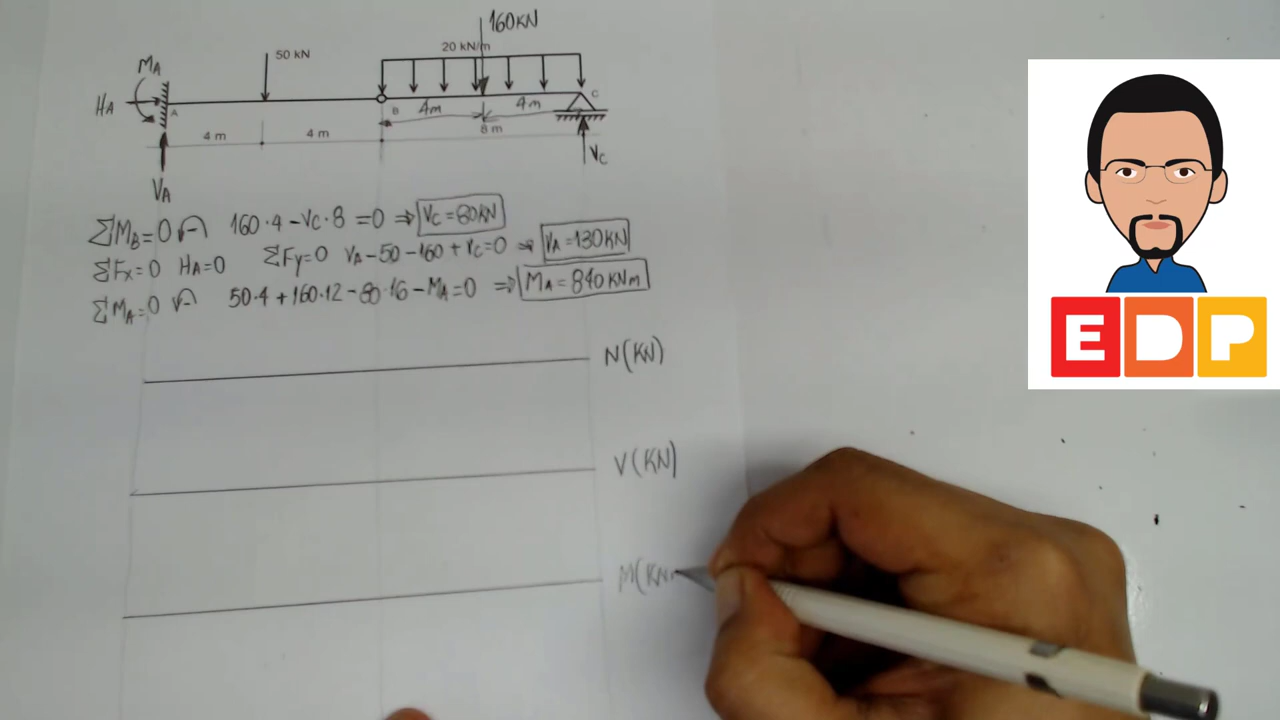 160KN
20 kN/m
50 kN
MA
HA
A
B
C
4m
4m
4 m
4 m
8 m
VC
VA
ΣMB=0 160·4 -VC·8 =0 ⇒ VC=80KN
ΣFx=0 HA=0 ΣFy=0 VA-50-160+VC=0 ⇒ VA=130KN
ΣMA=0 50·4+160·12-80·16-MA=0 ⇒ MA=840KNm
N(KN)
V(KN)
M(KN
EDP